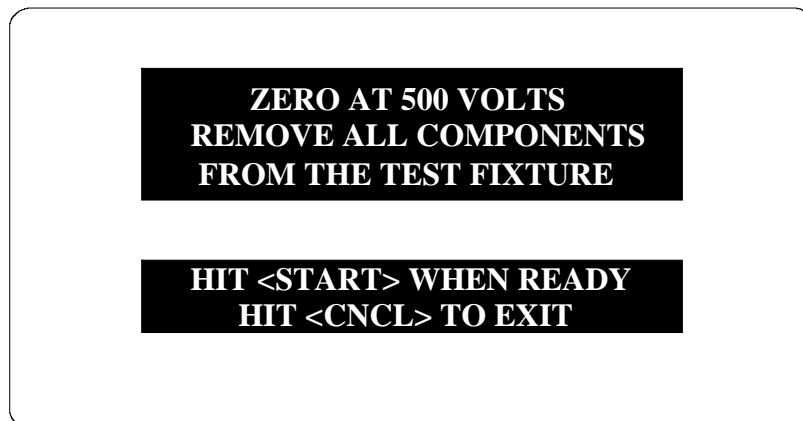 ZERO AT 500 VOLTS
REMOVE ALL COMPONENTS
FROM THE TEST FIXTURE
HIT <START> WHEN READY
HIT <CNCL> TO EXIT